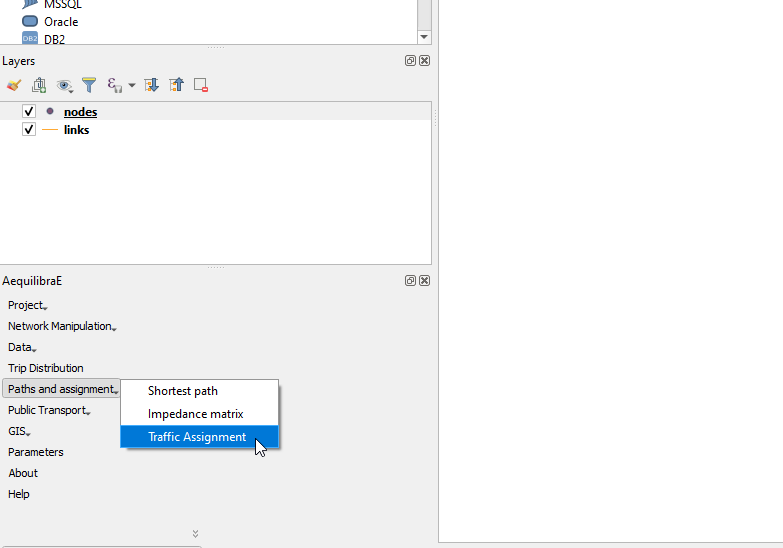 MSSQL
Oracle
DB2
DB2
Layers
nodes
links
AequilibraE
Project
Network Manipulation
Data
Trip Distribution
Paths and assignment
Shortest path
Impedance matrix
Traffic Assignment
Public Transport
GIS
Parameters
About
Help